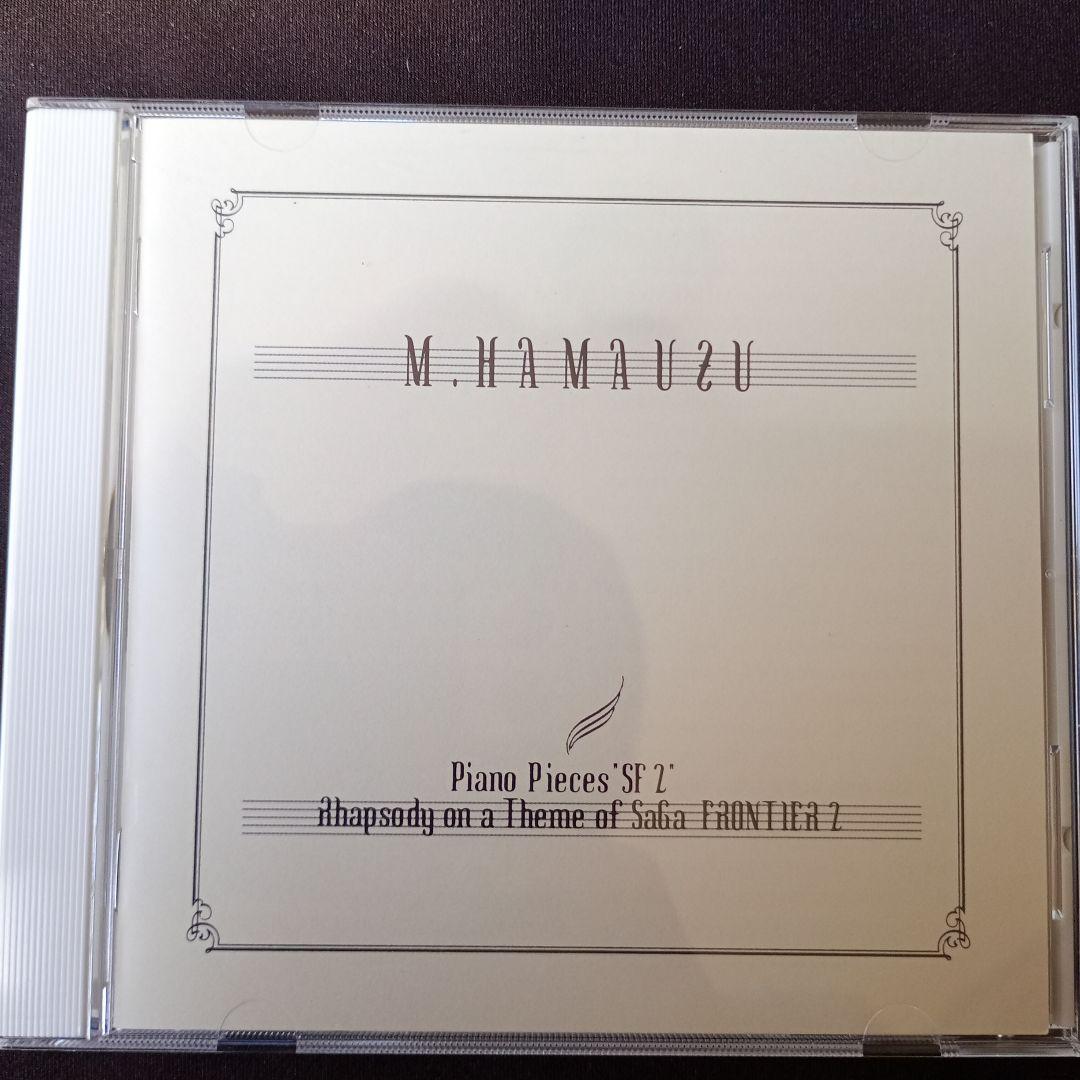 M. HAMAUZU
Piano Pieces "SF 2"
Rhapsody on a Theme of SaGa FRONTIER 2